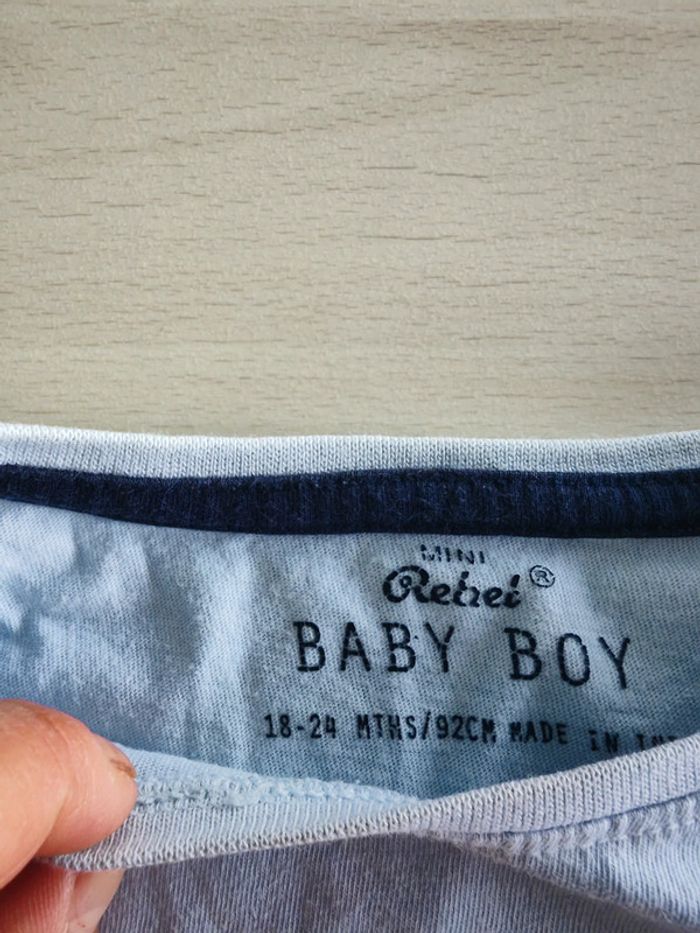 MINI
Rebel®
BABY BOY
18-24 MTHS/92CM MADE IN